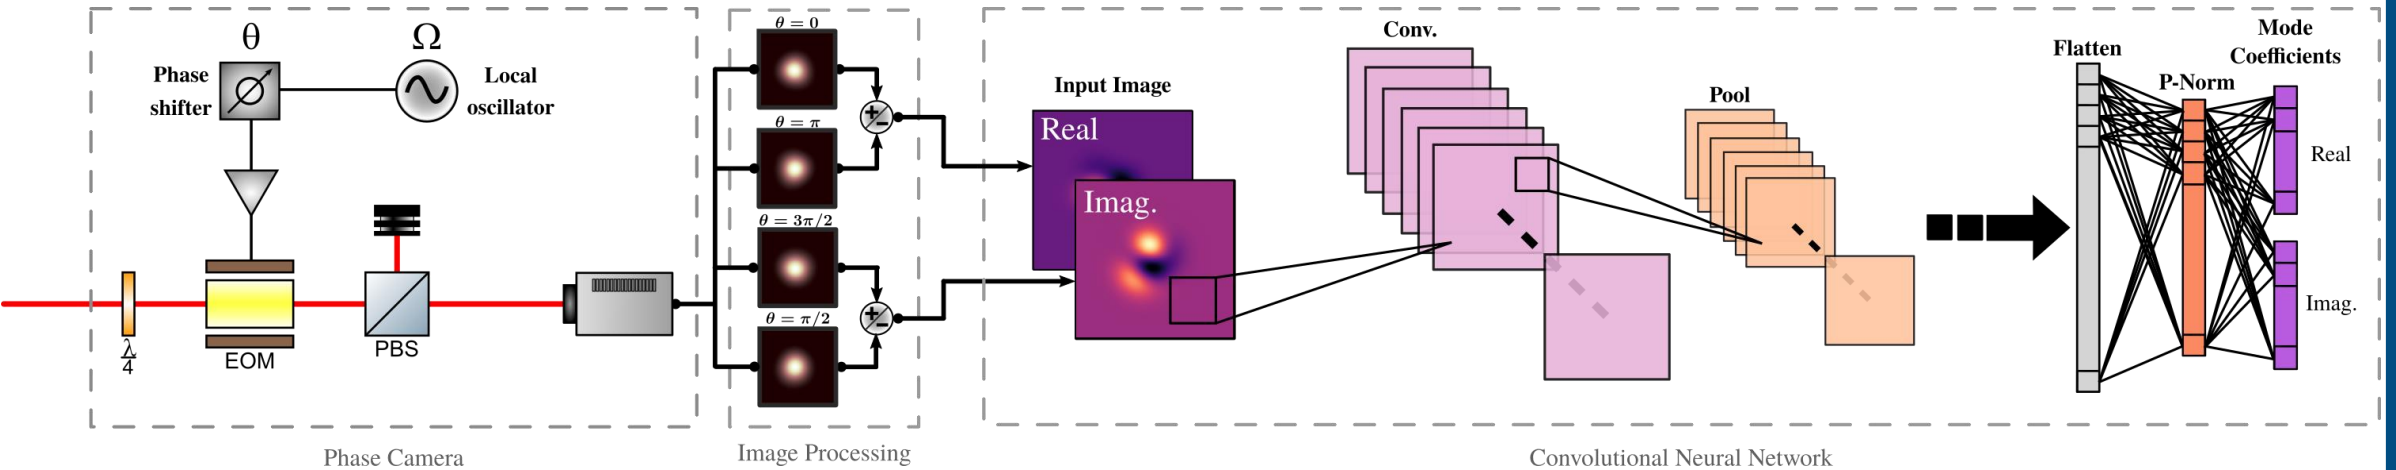 θ
Ω
Phase
shifter
Local
oscillator
λ
4
EOM
PBS
Phase Camera
θ = 0
θ = π
θ = 3π/2
θ = π/2
+
−
+
−
Image Processing
Input Image
Real
Imag.
Conv.
Pool
Flatten
P-Norm
Mode
Coefficients
Real
Imag.
Convolutional Neural Network